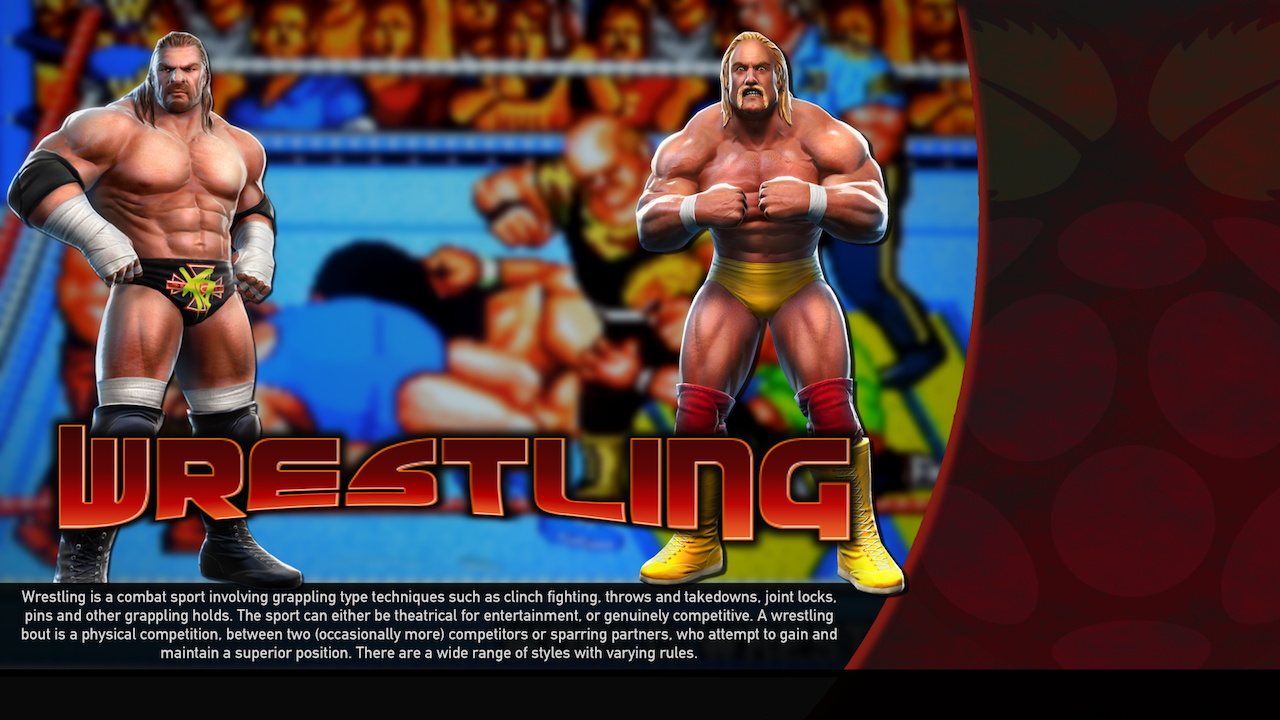 WRESTLING
Wrestling is a combat sport involving grappling type techniques such as clinch fighting, throws and takedowns, joint locks,
pins and other grappling holds. The sport can either be theatrical for entertainment, or genuinely competitive. A wrestling
bout is a physical competition, between two (occasionally more) competitors or sparring partners, who attempt to gain and
maintain a superior position. There are a wide range of styles with varying rules.